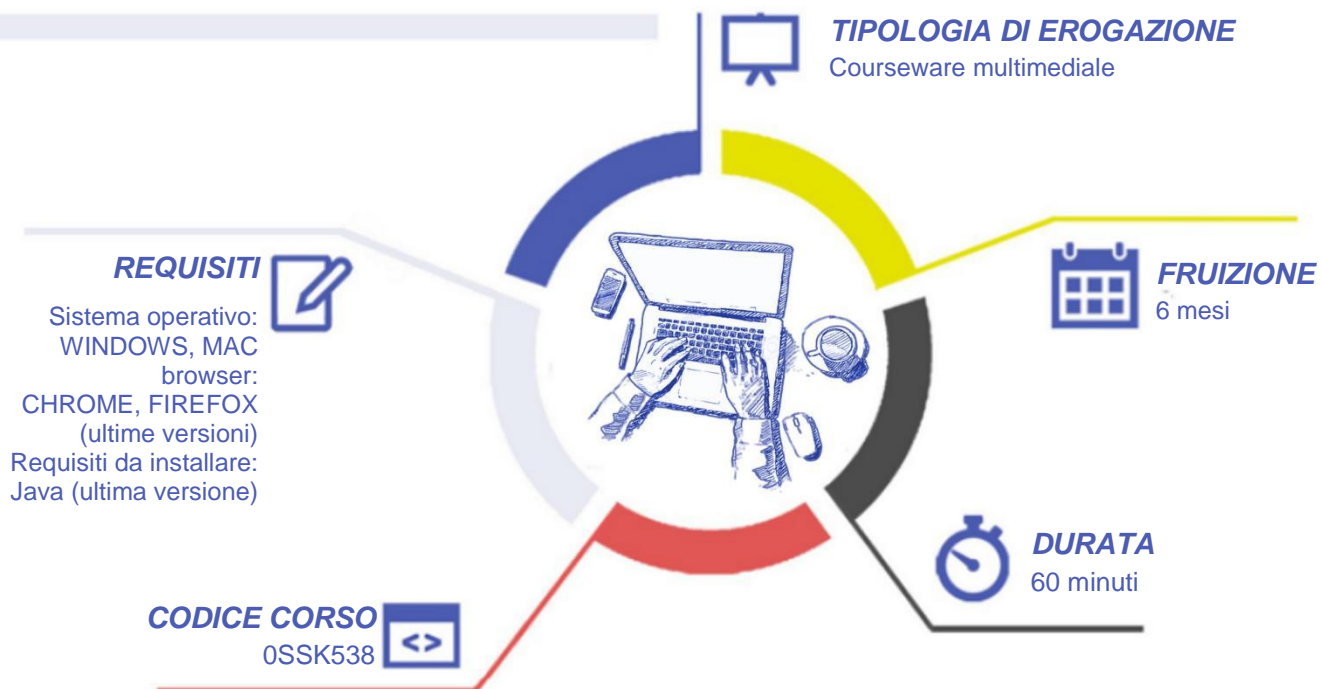 TIPOLOGIA DI EROGAZIONE
Courseware multimediale
REQUISITI
Sistema operativo:
WINDOWS, MAC
browser:
CHROME, FIREFOX
(ultime versioni)
Requisiti da installare:
Java (ultima versione)
FRUIZIONE
6 mesi
DURATA
60 minuti
CODICE CORSO
0SSK538